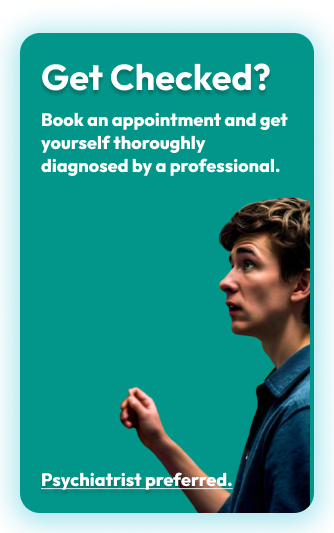 Get Checked?
Book an appointment and get
yourself thoroughly
diagnosed by a professional.
Psychiatrist preferred.